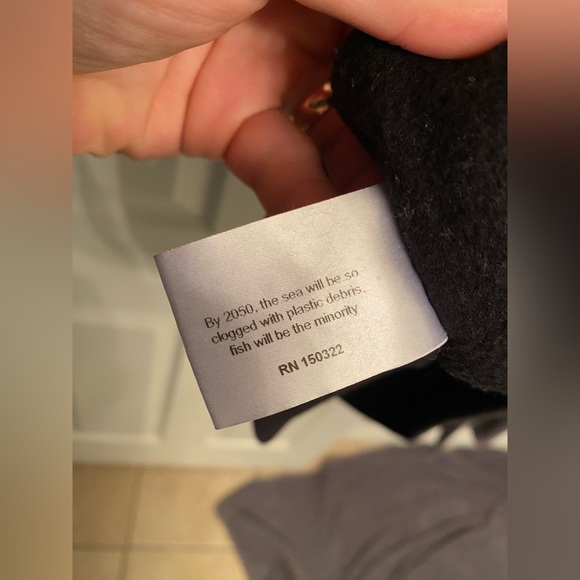 By 2050, the sea will be so
clogged with plastic debris,
fish will be the minority
RN 150322